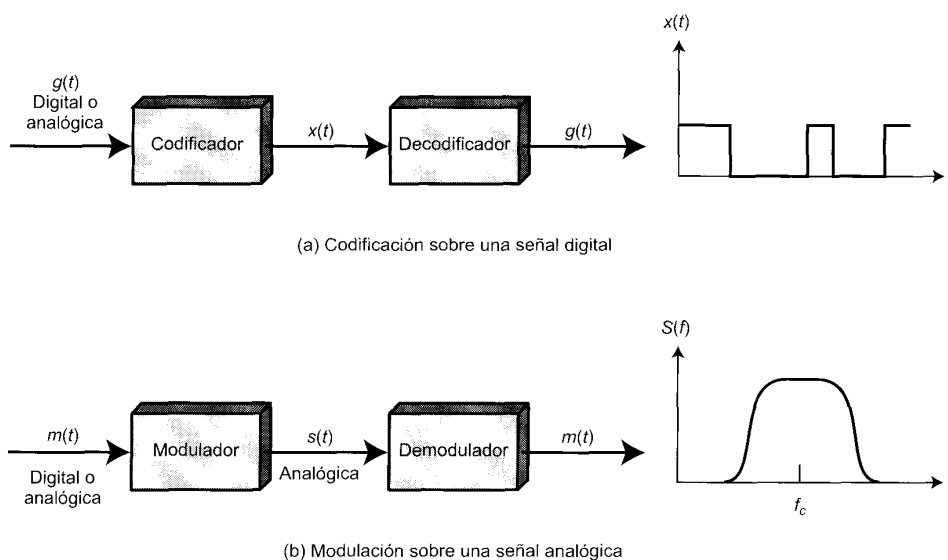 g(t)
Digital o
analógica
Codificador
x(t)
Decodificador
g(t)
x(t)
(a) Codificación sobre una señal digital
m(t)
Digital o
analógica
Modulador
s(t)
Analógica
Demodulador
m(t)
S(f)
f_c
(b) Modulación sobre una señal analógica